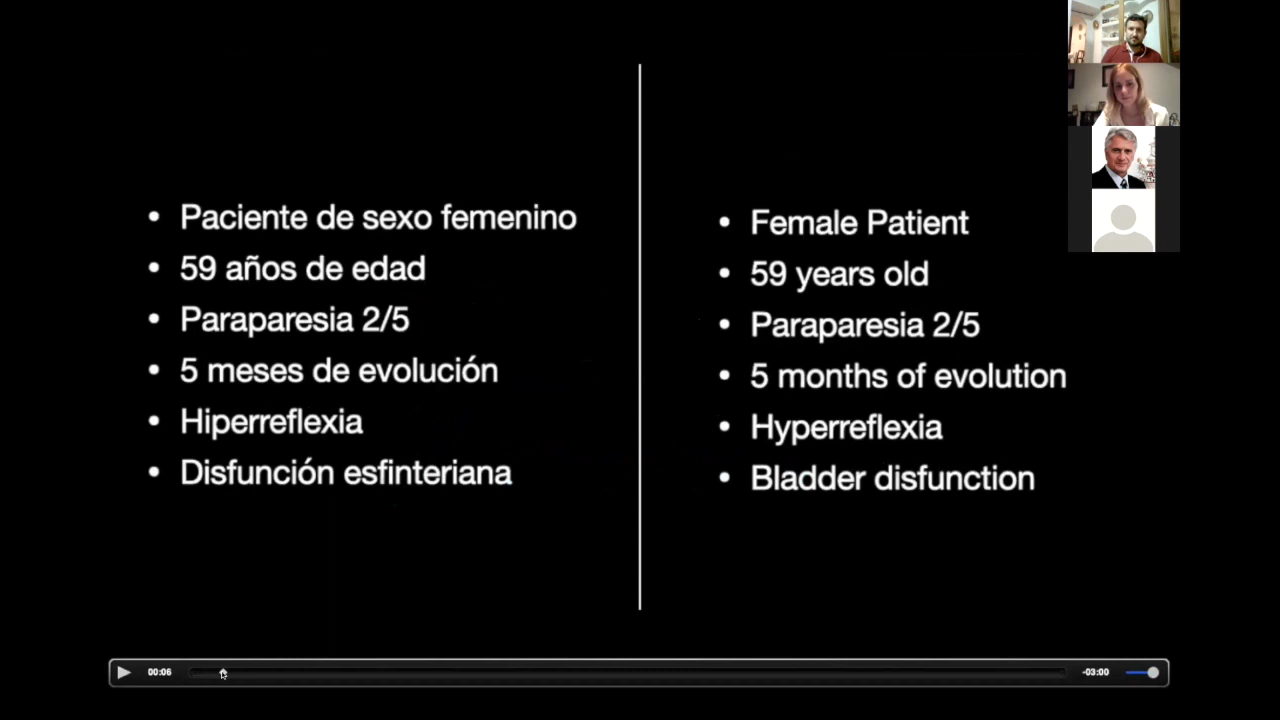 • Paciente de sexo femenino
• 59 años de edad
• Paraparesia 2/5
• 5 meses de evolución
• Hiperreflexia
• Disfunción esfinteriana
• Female Patient
• 59 years old
• Paraparesia 2/5
• 5 months of evolution
• Hyperreflexia
• Bladder disfunction
00:06
-03:00